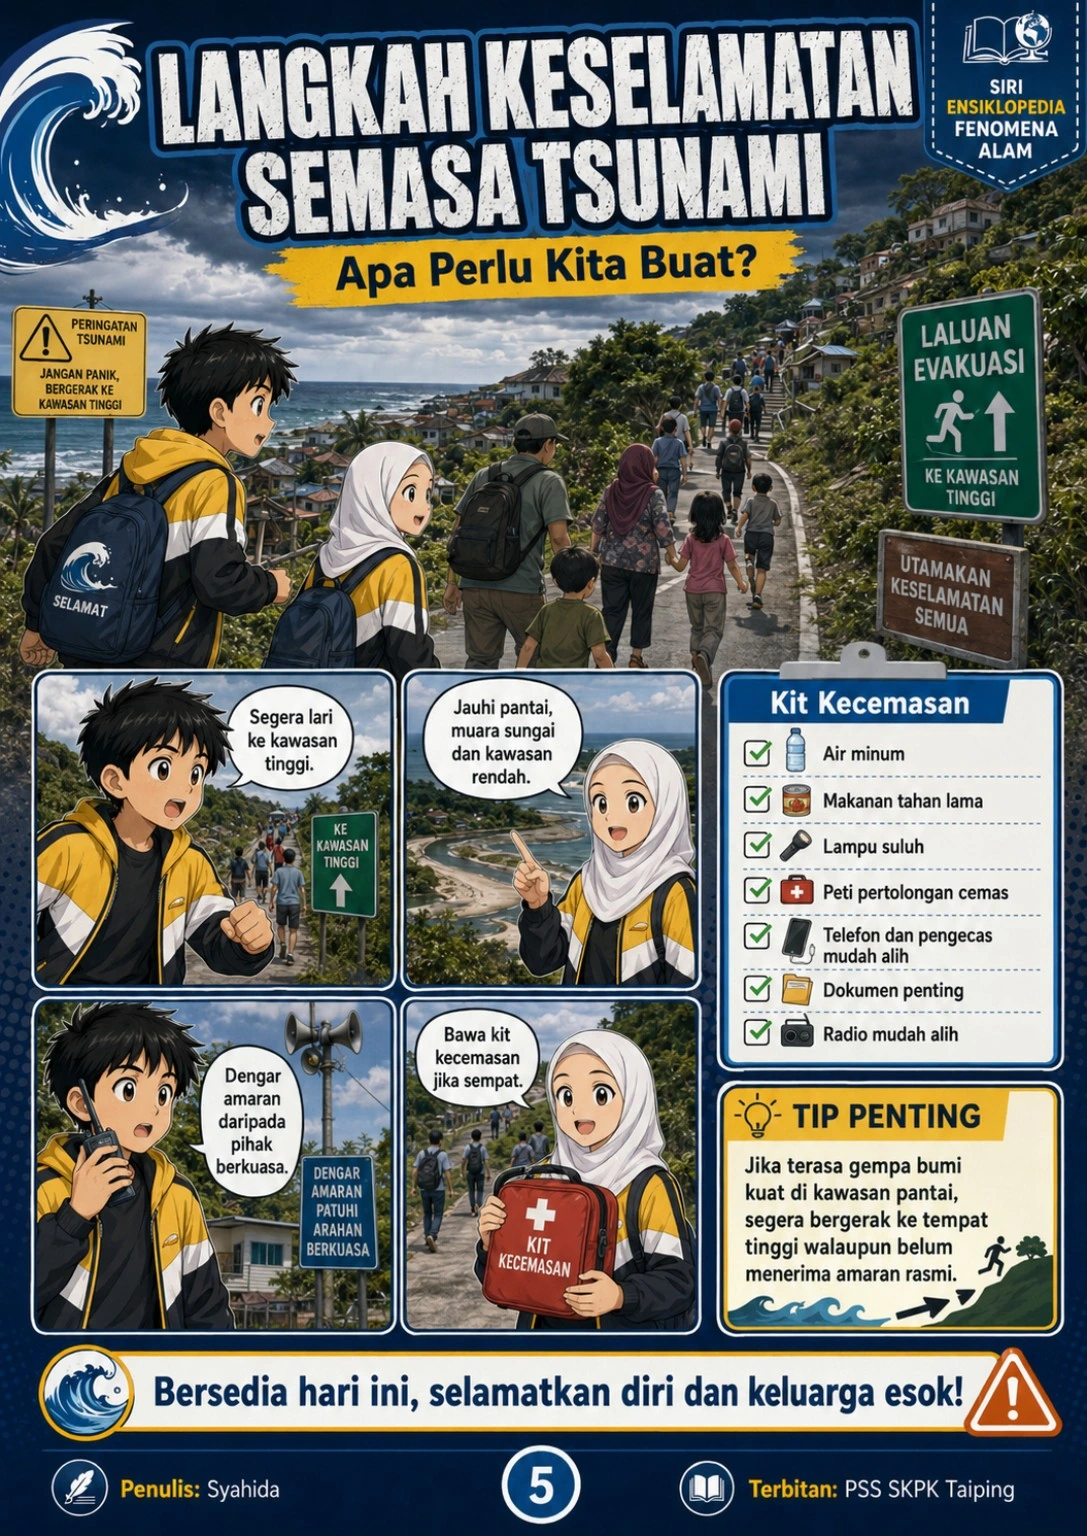 LANGKAH KESELAMATAN
SEMASA TSUNAMI
Apa Perlu Kita Buat?
SIRI
ENSIKLOPEDIA
FENOMENA
ALAM
PERINGATAN
TSUNAMI
JANGAN PANIK,
BERGERAK KE
KAWASAN TINGGI
LALUAN
EVAKUASI
KE KAWASAN
TINGGI
UTAMAKAN
KESELAMATAN
SEMUA
SELAMAT
Segera lari
ke kawasan
tinggi.
KE
KAWASAN
TINGGI
Jauhi pantai,
muara sungai
dan kawasan
rendah.
Dengar
amaran
daripada
pihak
berkuasa.
DENGAR
AMARAN
PATUHI
ARAHAN
BERKUASA
Bawa kit
kecemasan
jika sempat.
KIT
KECEMASAN
Kit Kecemasan
Air minum
Makanan tahan lama
Lampu suluh
Peti pertolongan cemas
Telefon dan pengecas
mudah alih
Dokumen penting
Radio mudah alih
TIP PENTING
Jika terasa gempa bumi
kuat di kawasan pantai,
segera bergerak ke tempat
tinggi walaupun belum
menerima amaran rasmi.
Bersedia hari ini, selamatkan diri dan keluarga esok!
Penulis: Syahida
5
Terbitan: PSS SKPK Taiping